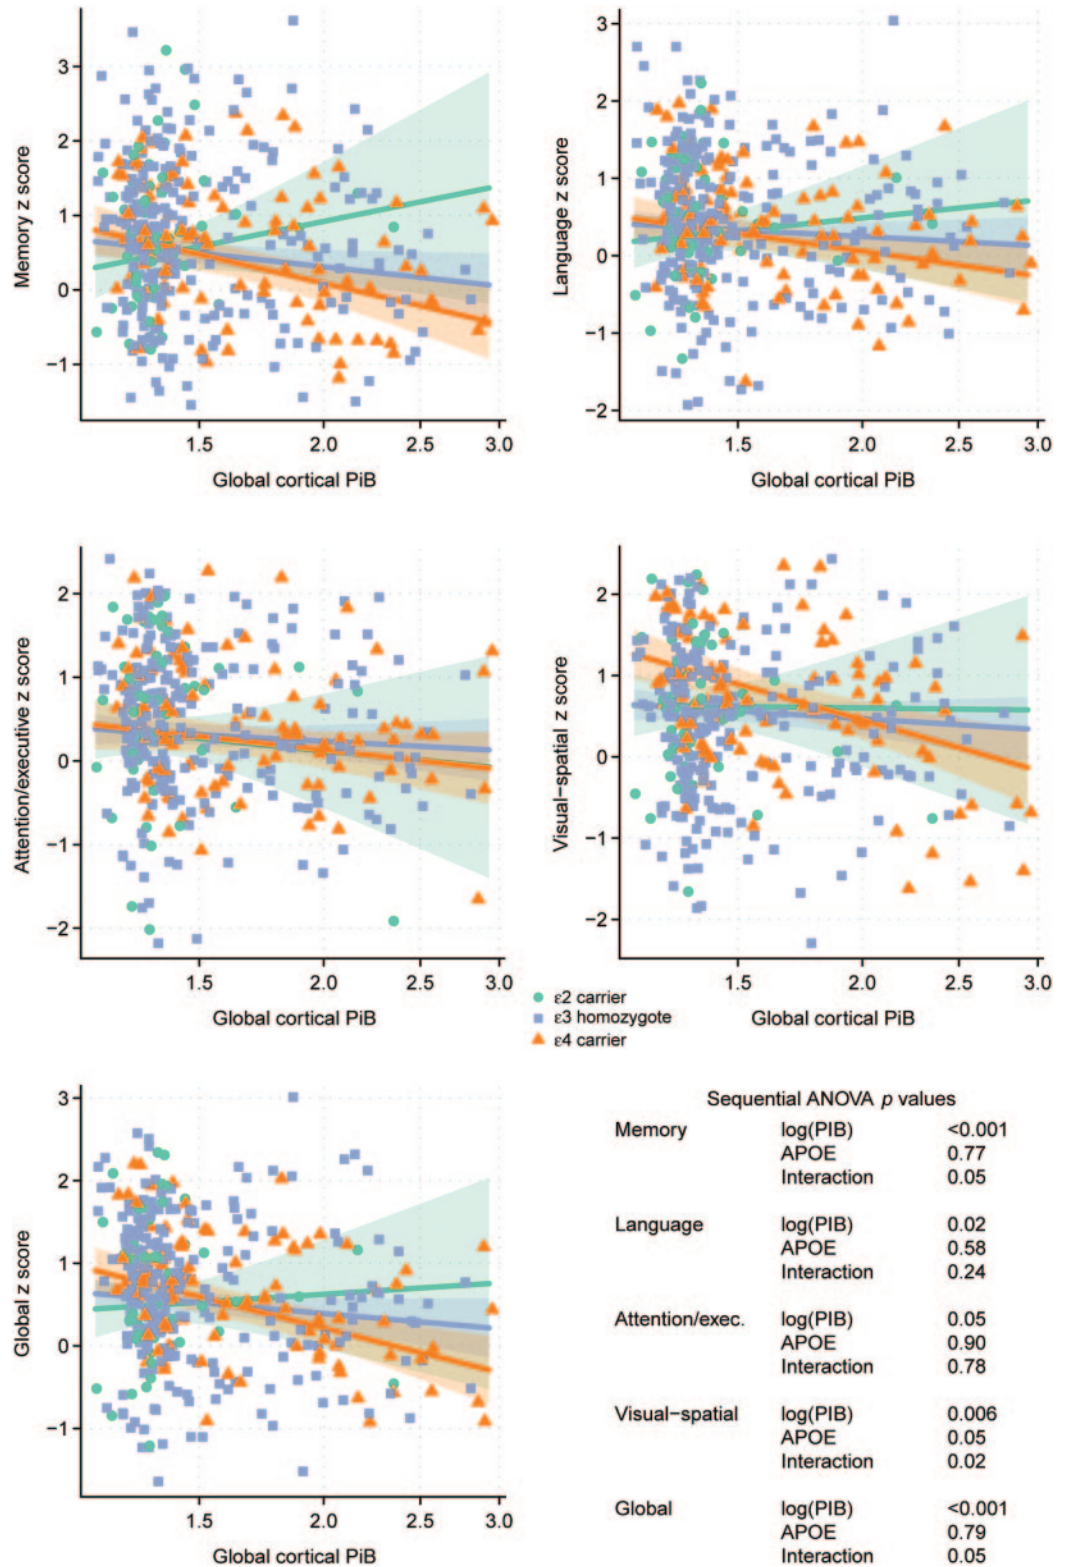 3
2
1
0
−1
Memory z score
1.5 2.0 2.5 3.0
Global cortical PiB
3
2
1
0
−1
−2
Language z score
1.5 2.0 2.5 3.0
Global cortical PiB
2
1
0
−1
−2
Attention/executive z score
1.5 2.0 2.5 3.0
Global cortical PiB
2
1
0
−1
−2
Visual−spatial z score
1.5 2.0 2.5 3.0
Global cortical PiB
ε2 carrier
ε3 homozygote
ε4 carrier
3
2
1
0
−1
Global z score
1.5 2.0 2.5 3.0
Global cortical PiB
Sequential ANOVA p values
Memory log(PIB) <0.001
APOE 0.77
Interaction 0.05
Language log(PIB) 0.02
APOE 0.58
Interaction 0.24
Attention/exec. log(PIB) 0.05
APOE 0.90
Interaction 0.78
Visual−spatial log(PIB) 0.006
APOE 0.05
Interaction 0.02
Global log(PIB) <0.001
APOE 0.79
Interaction 0.05